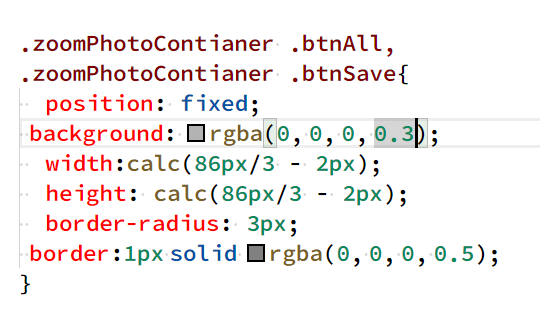 .zoomPhotoContianer .btnAll,
.zoomPhotoContianer .btnSave{
position: fixed;
background: rgba(0,0,0,0.3);
width:calc(86px/3 - 2px);
height: calc(86px/3 - 2px);
border-radius: 3px;
border:1px solid rgba(0,0,0,0.5);
}